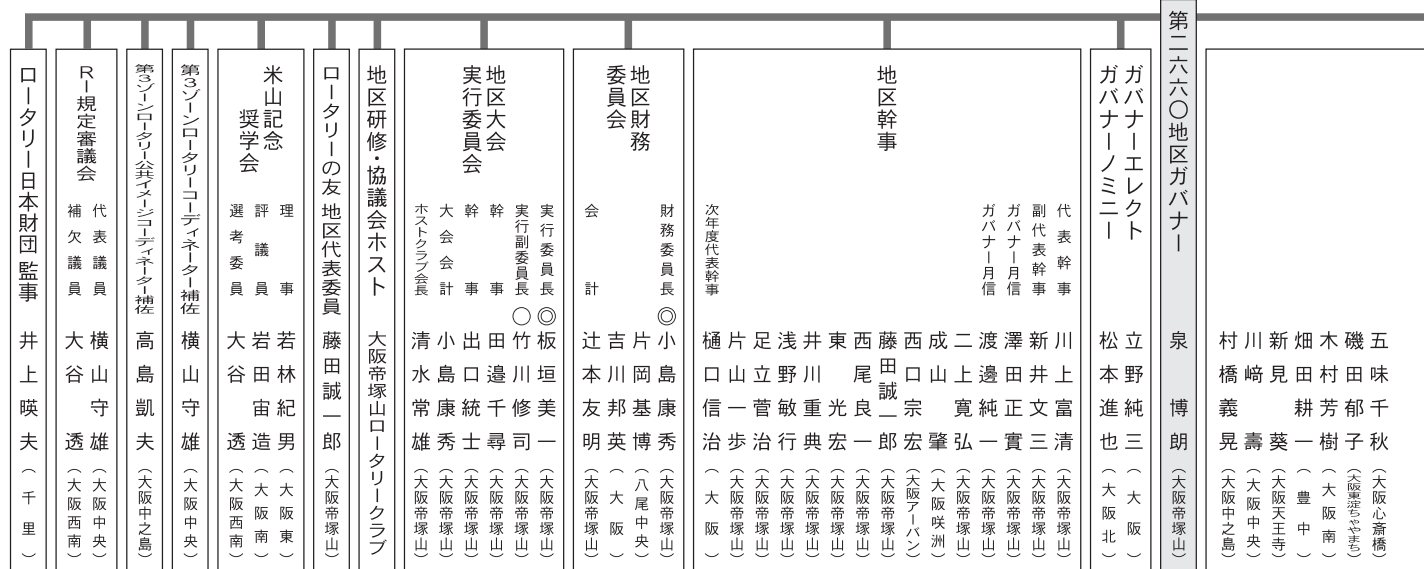 五味千秋（大阪心斎橋）
磯田郁子（大阪東淀ちゃやまち）
木村芳樹（大阪南）
畑田耕一（豊中）
新見葵（大阪天王寺）
川﨑壽（大阪中央）
村橋義晃（大阪中之島）
第二六六〇地区ガバナー 泉博朗（大阪帝塚山）
ガバナーエレクト 立野純三（大阪）
ガバナーノミニー 松本進也（大阪北）
地区幹事
代表幹事 川上富清（大阪帝塚山）
副代表幹事 新井文三（大阪帝塚山）
ガバナー月信 澤田正實（大阪帝塚山）
ガバナー月信 渡邊純一（大阪帝塚山）
二上寛弘（大阪帝塚山）
成山肇（大阪咲洲）
西口宗宏（大阪アーバン）
藤田誠一郎（大阪帝塚山）
西尾良一（大阪帝塚山）
東光宏（大阪帝塚山）
井川重典（大阪帝塚山）
浅野敏行（大阪帝塚山）
足立菅治（大阪帝塚山）
片山一歩（大阪帝塚山）
次年度代表幹事 樋口信治（大阪）
地区財務
委員会
財務委員長 ◎小島康秀（大阪帝塚山）
片岡基博（八尾中央）
吉川邦英（大阪）
会計 辻本友明（大阪帝塚山）
地区大会
実行委員会
実行委員長 ◎板垣美一（大阪帝塚山）
実行副委員長 ○竹川修司（大阪帝塚山）
幹事 田邉千尋（大阪帝塚山）
幹事 出口統士（大阪帝塚山）
大会会計 小島康秀（大阪帝塚山）
ホストクラブ会長 清水常雄（大阪帝塚山）
地区研修・協議会ホスト 大阪帝塚山ロータリークラブ
ロータリーの友 地区代表委員 藤田誠一郎（大阪帝塚山）
米山記念
奨学会
理事 若林紀男（大阪東）
評議員 岩田宙造（大阪南）
選考委員 大谷透（大阪西南）
第3ゾーンロータリーコーディネーター補佐 横山守雄（大阪中央）
第3ゾーンロータリー公共イメージコーディネーター補佐 高島凱夫（大阪中之島）
RI規定審議会
代表議員 横山守雄（大阪中央）
補欠議員 大谷透（大阪西南）
ロータリー日本財団 監事 井上暎夫（千里）